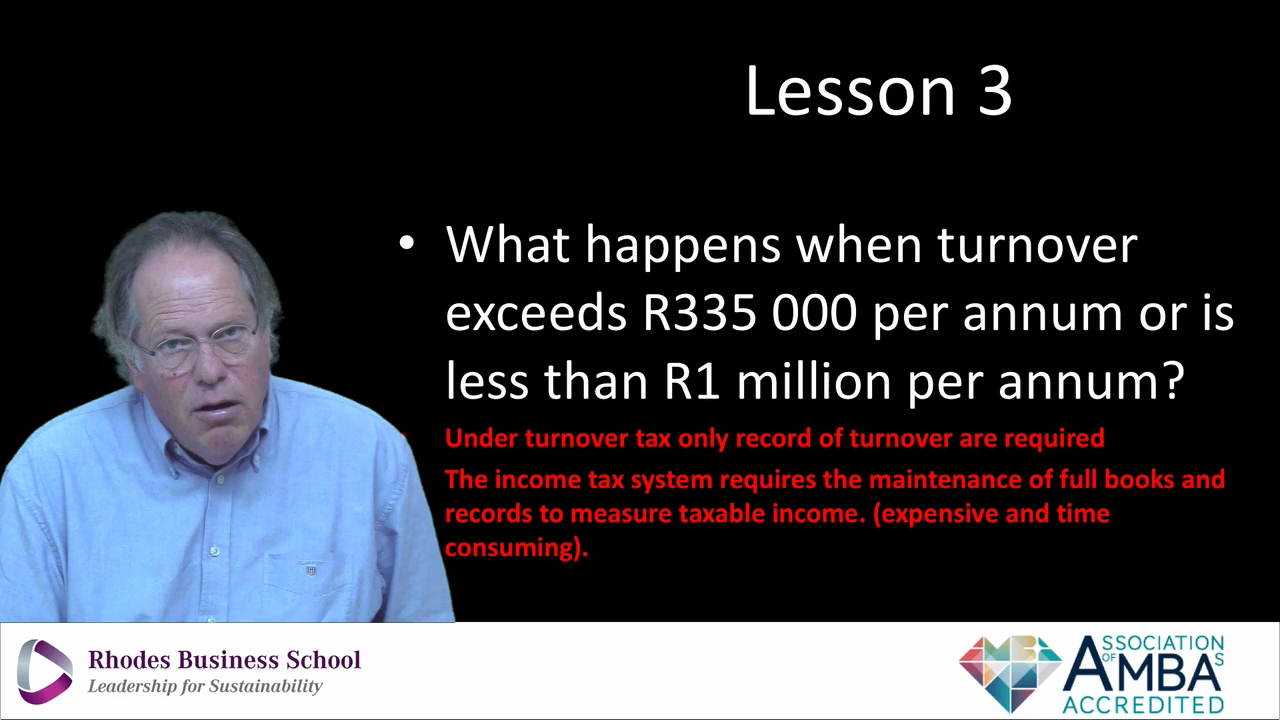 Lesson 3
• What happens when turnover
exceeds R335 000 per annum or is
less than R1 million per annum?
Under turnover tax only record of turnover are required
The income tax system requires the maintenance of full books and
records to measure taxable income. (expensive and time
consuming).
Rhodes Business School
Leadership for Sustainability
ASSOCIATION
OF AMBAS
ACCREDITED